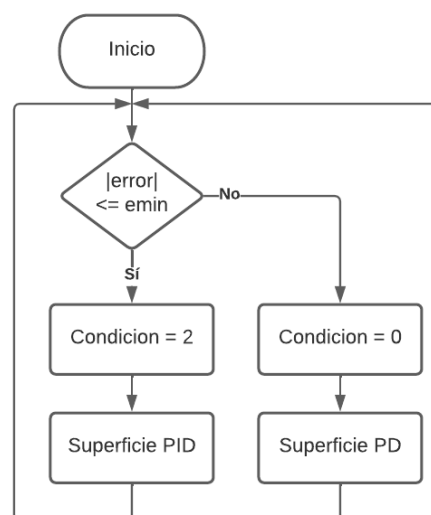 Inicio
|error|
<= emin
No
Sí
Condicion = 2
Condicion = 0
Superficie PID
Superficie PD